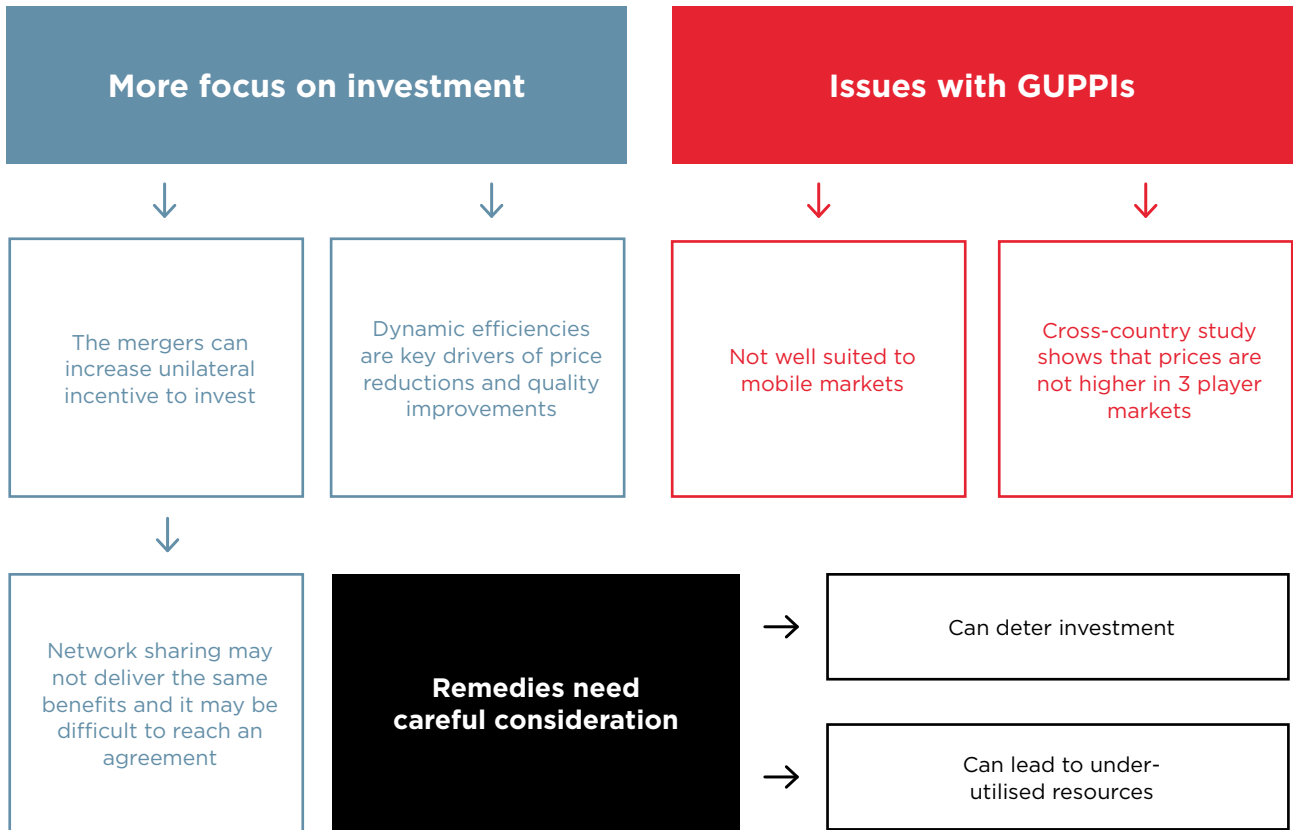 More focus on investment
Issues with GUPPIs
The mergers can
increase unilateral
incentive to invest
Dynamic efficiencies
are key drivers of price
reductions and quality
improvements
Not well suited to
mobile markets
Cross-country study
shows that prices are
not higher in 3 player
markets
Network sharing may
not deliver the same
benefits and it may be
difficult to reach an
agreement
Remedies need
careful consideration
Can deter investment
Can lead to under-
utilised resources